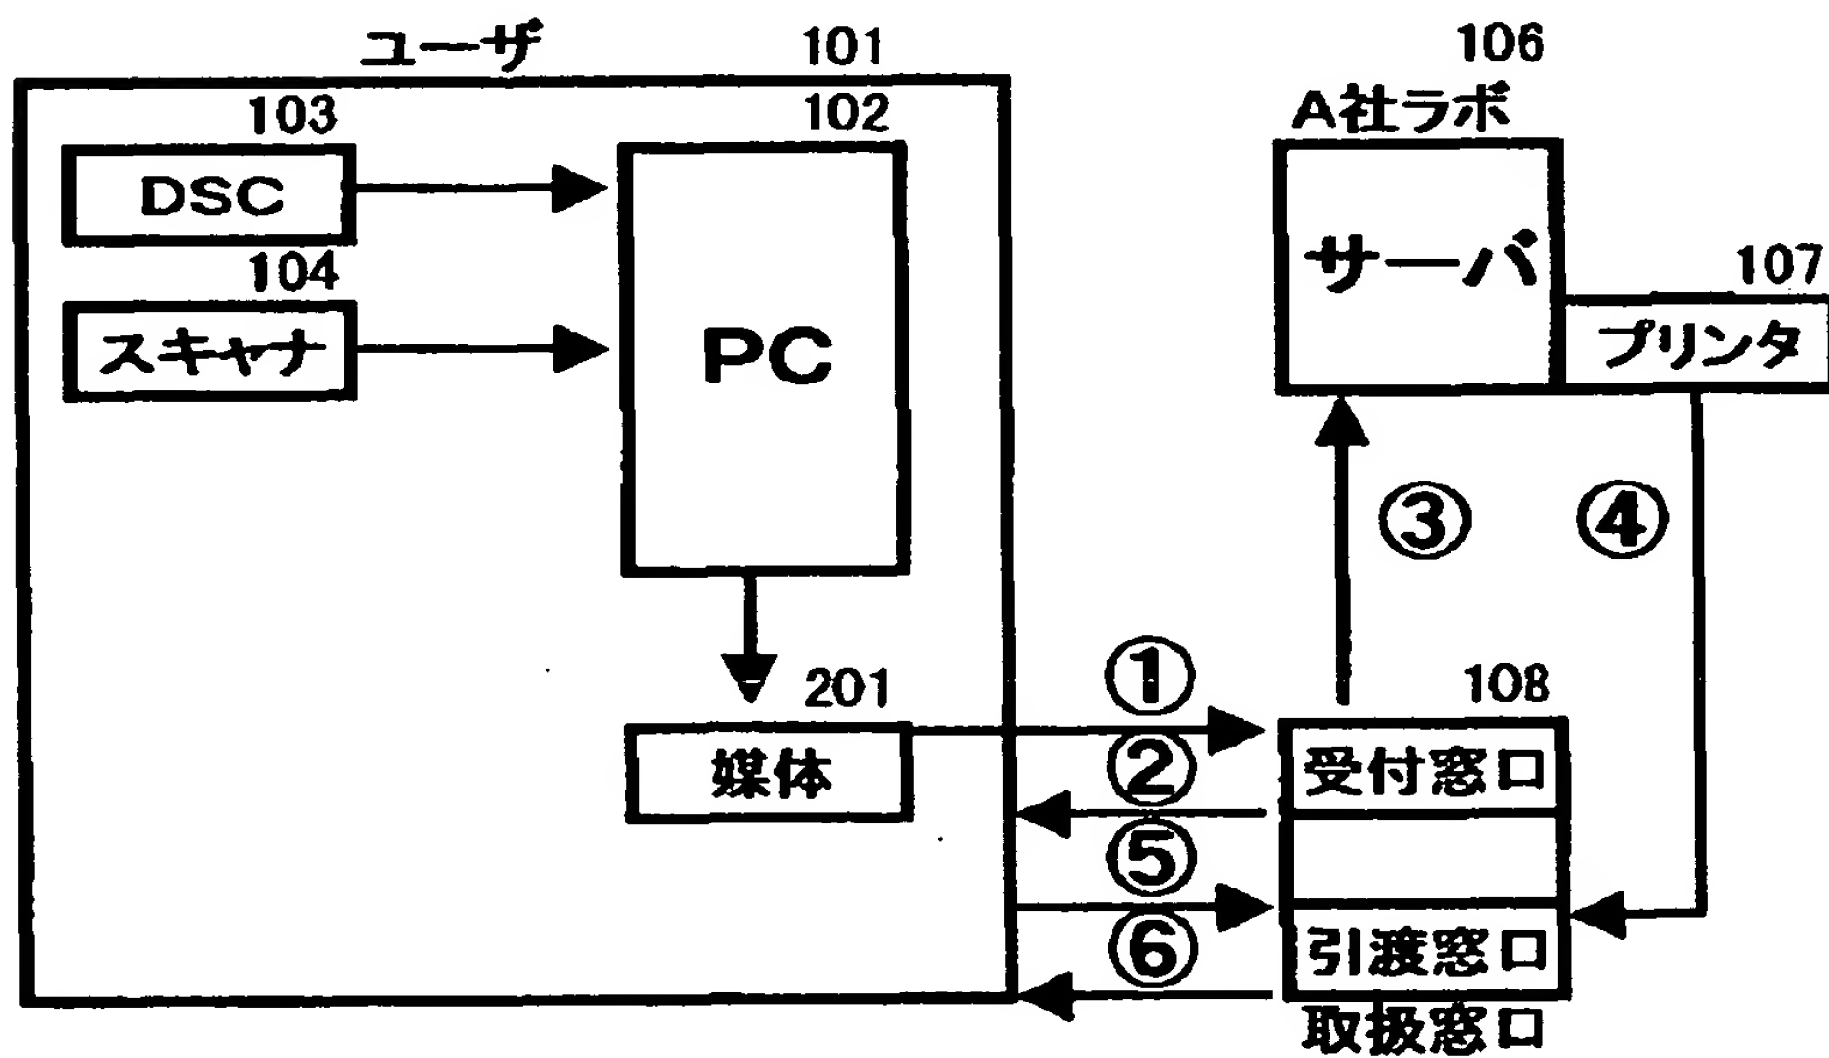 ユーザ 101
103
DSC
104
スキャナ
102
PC
201
媒体
106
A社ラボ
サーバ
107
プリンタ
③ ④
①
②
⑤
⑥
108
受付窓口
引渡窓口
取扱窓口